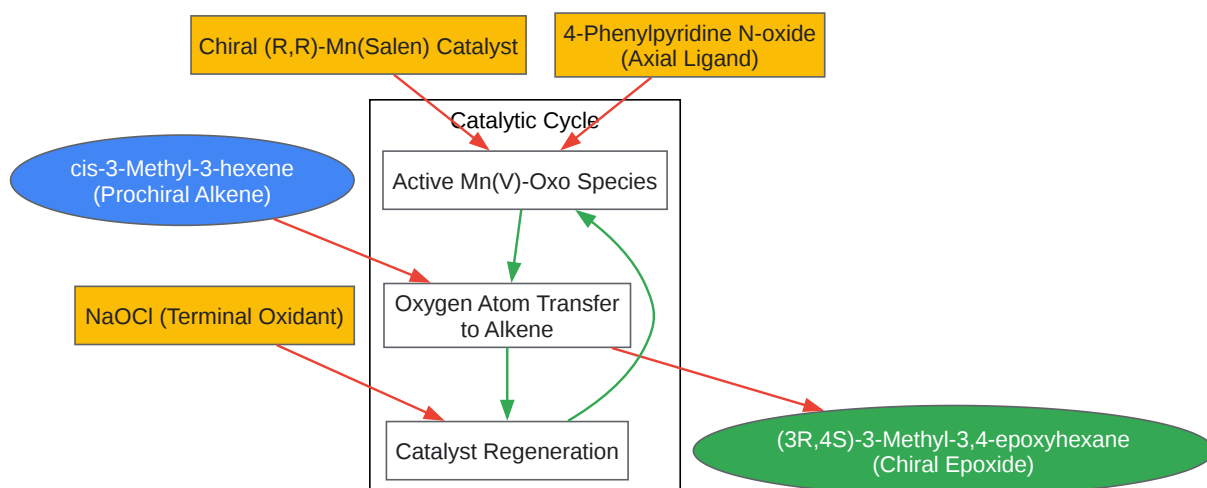 Chiral (R,R)-Mn(Salen) Catalyst
4-Phenylpyridine N-oxide
(Axial Ligand)
Catalytic Cycle
cis-3-Methyl-3-hexene
(Prochiral Alkene)
Active Mn(V)-Oxo Species
NaOCl (Terminal Oxidant)
Oxygen Atom Transfer
to Alkene
Catalyst Regeneration
(3R,4S)-3-Methyl-3,4-epoxyhexane
(Chiral Epoxide)